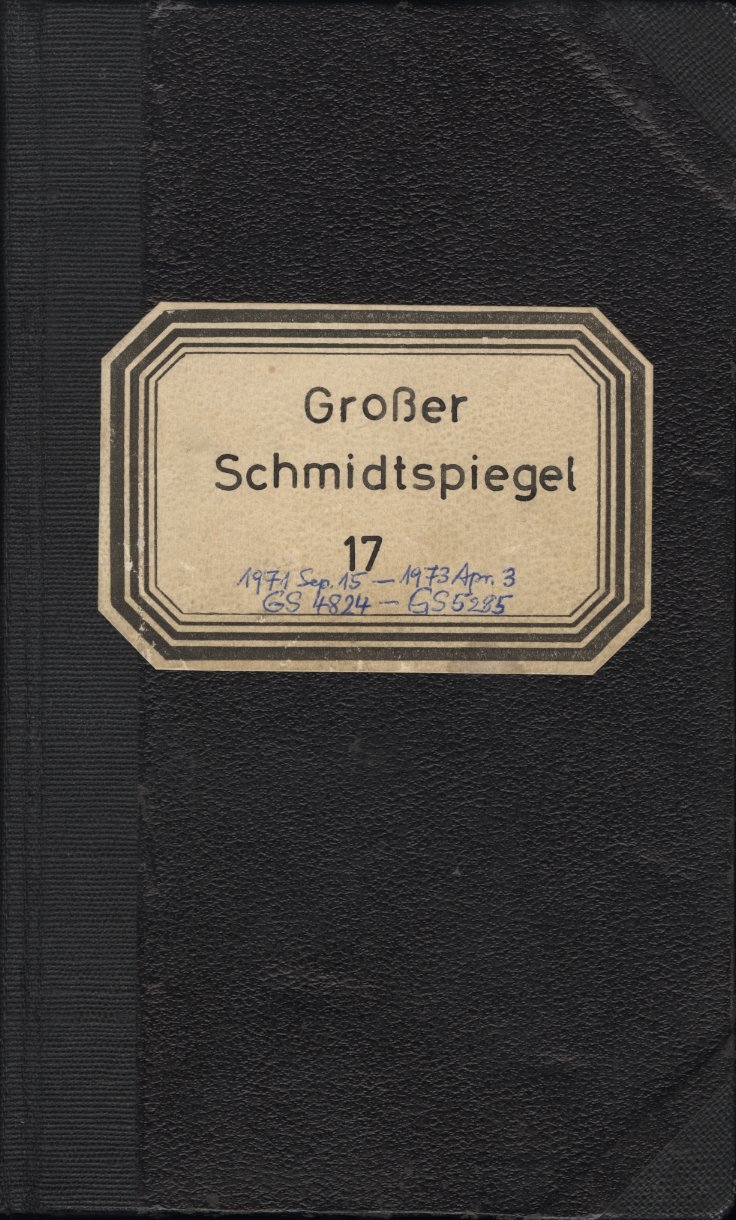 Großer
Schmidtspiegel
17
1971 Sep. 15 – 1973 Apr. 3
GS 4824 – GS 5285